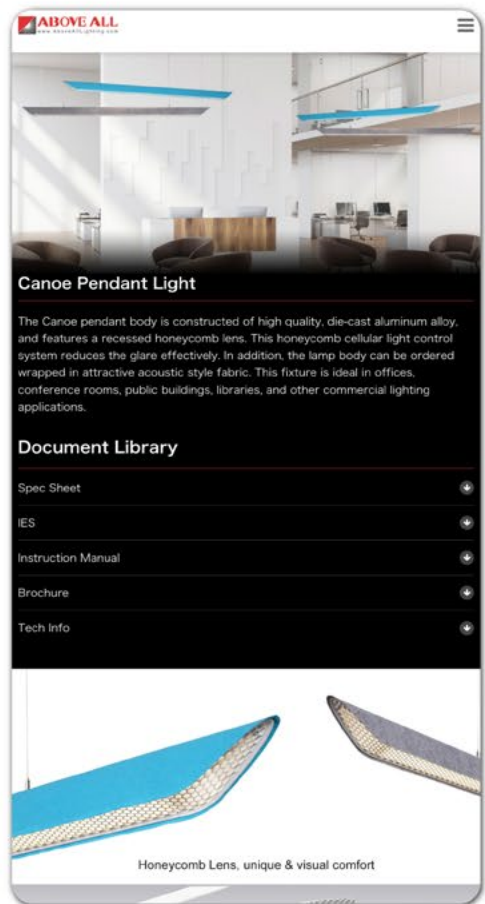 ABOVE ALL
www.AboveAllLighting.com
Canoe Pendant Light
The Canoe pendant body is constructed of high quality, die-cast aluminum alloy,
and features a recessed honeycomb lens. This honeycomb cellular light control
system reduces the glare effectively. In addition, the lamp body can be ordered
wrapped in attractive acoustic style fabric. This fixture is ideal in offices,
conference rooms, public buildings, libraries, and other commercial lighting
applications.
Document Library
Spec Sheet
IES
Instruction Manual
Brochure
Tech Info
Honeycomb Lens, unique & visual comfort